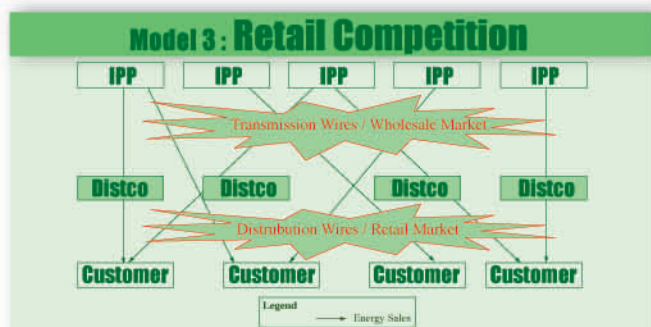 Model 3 : Retail Competition
IPP IPP IPP IPP IPP
Transmission Wires / Wholesale Market
Distco Distco Distco Distco
Distrubution Wires / Retail Market
Customer Customer Customer Customer
Legend
Energy Sales